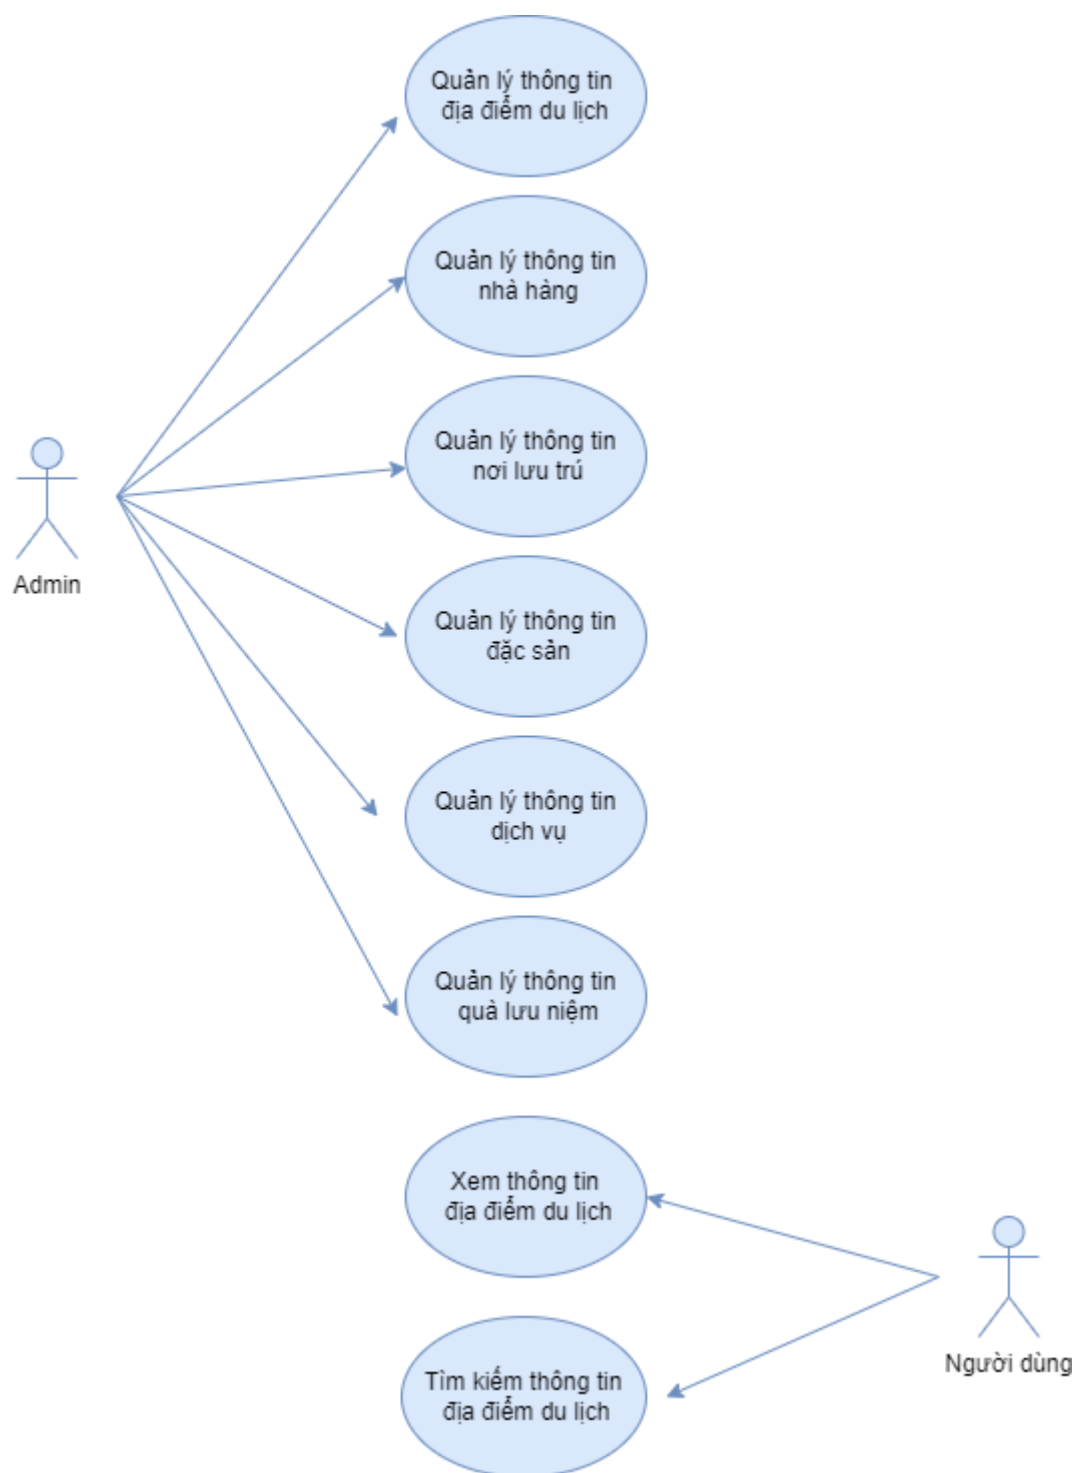 Quản lý thông tin
địa điểm du lịch
Quản lý thông tin
nhà hàng
Quản lý thông tin
nơi lưu trú
Admin
Quản lý thông tin
đặc sản
Quản lý thông tin
dịch vụ
Quản lý thông tin
quà lưu niệm
Xem thông tin
địa điểm du lịch
Người dùng
Tìm kiếm thông tin
địa điểm du lịch